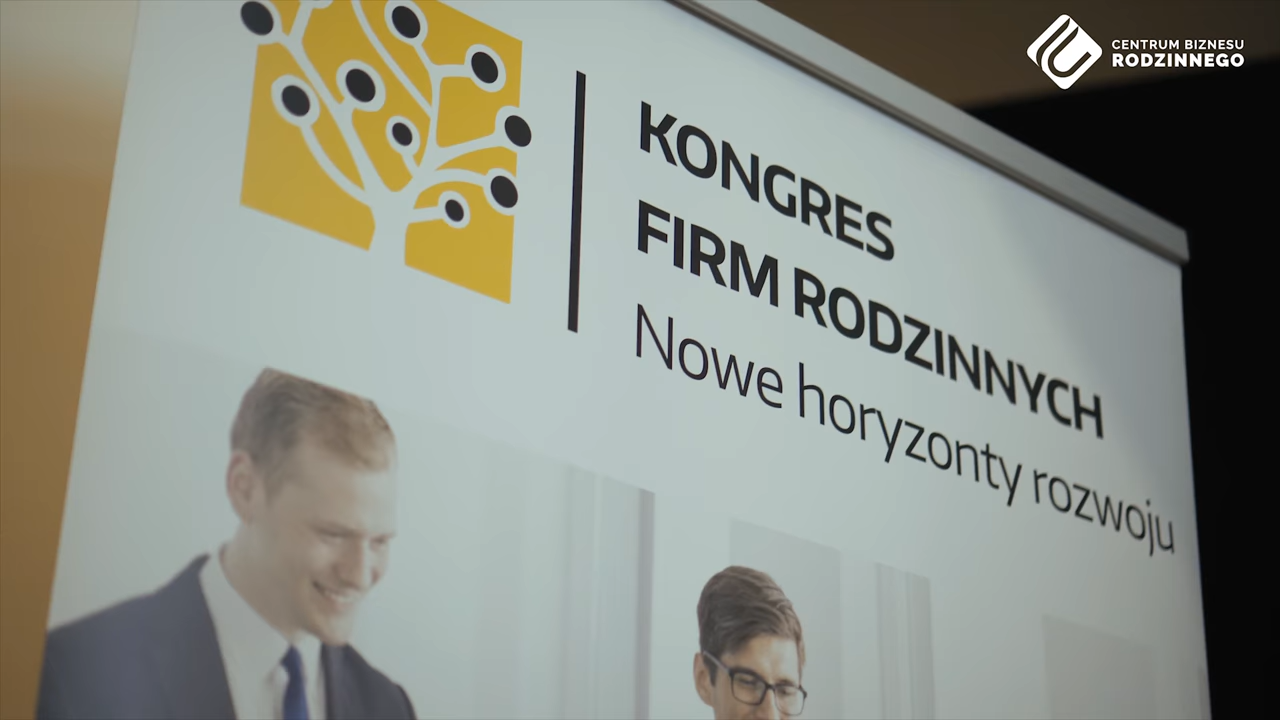 CENTRUM BIZNESU
RODZINNEGO
KONGRES
FIRM RODZINNYCH
Nowe horyzonty rozwoju